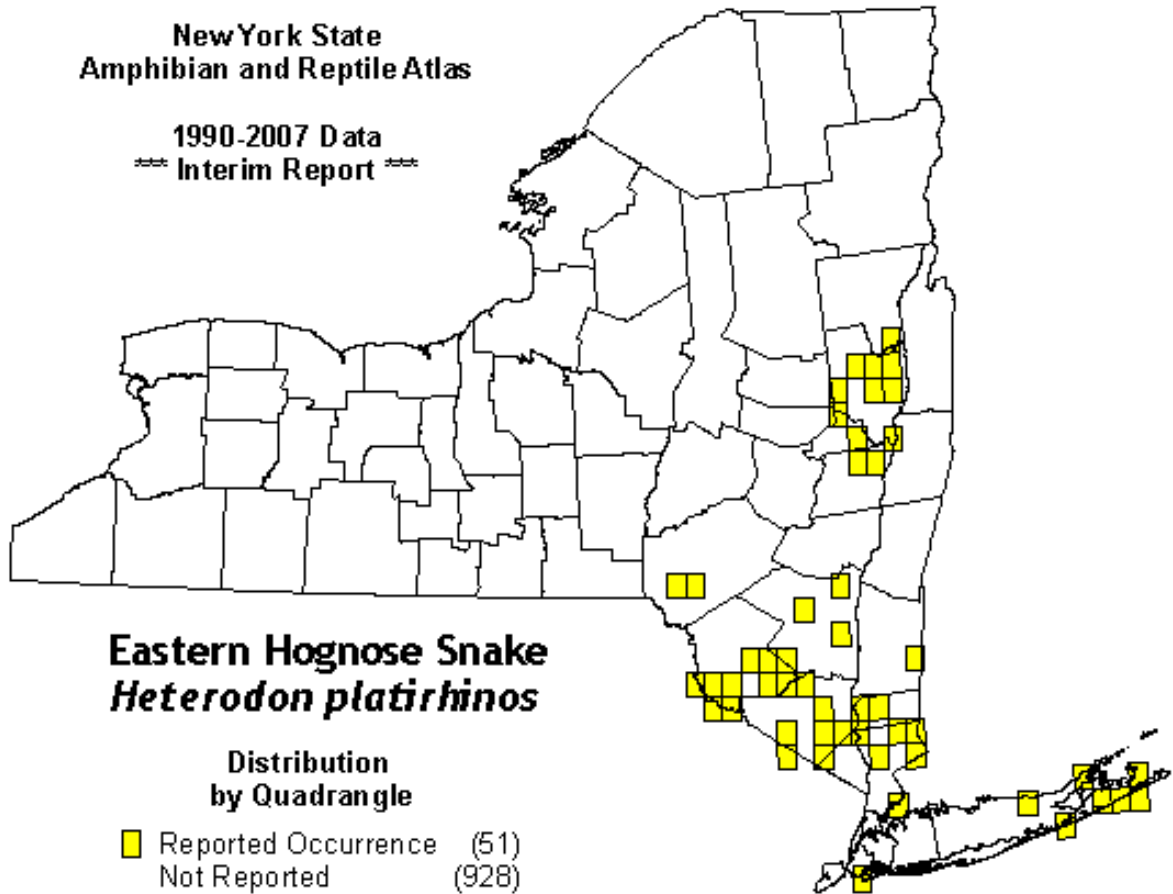 New York State
Amphibian and Reptile Atlas
1990-2007 Data
*** Interim Report ***
Eastern Hognose Snake
Heterodon platirhinos
Distribution
by Quadrangle
Reported Occurrence (51)
Not Reported (928)